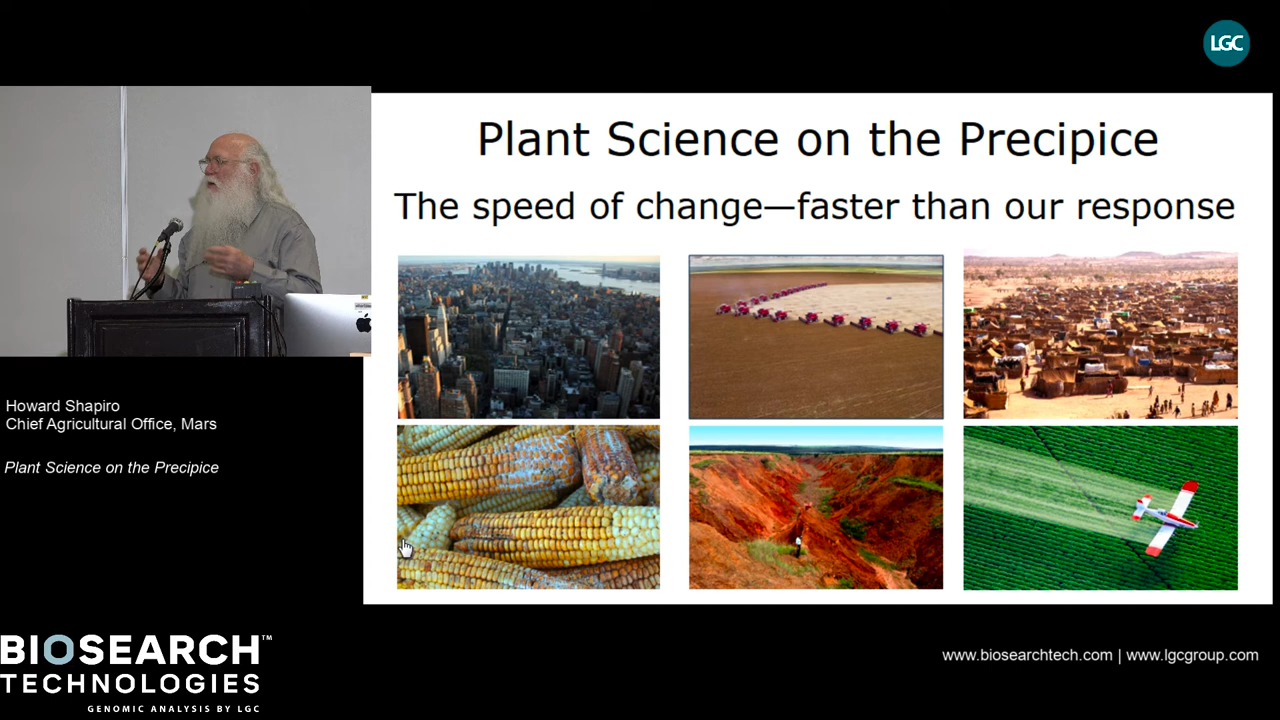 LGC
Plant Science on the Precipice
The speed of change—faster than our response
Howard Shapiro
Chief Agricultural Office, Mars
Plant Science on the Precipice
BIOSEARCH™
TECHNOLOGIES
GENOMIC ANALYSIS BY LGC
www.biosearchtech.com | www.lgcgroup.com